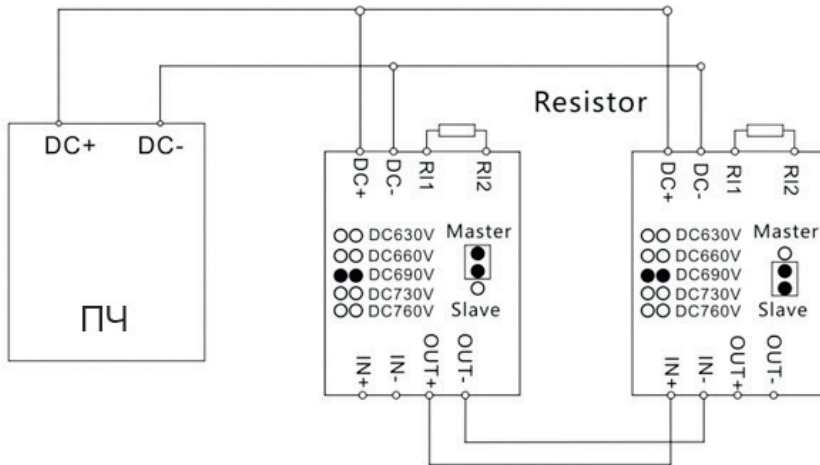 Resistor
DC+ DC-
ПЧ
DC+ DC- RI1 RI2
DC630V Master
DC660V
DC690V
DC730V Slave
DC760V
IN+ IN- OUT+ OUT-
DC+ DC- RI1 RI2
DC630V Master
DC660V
DC690V
DC730V Slave
DC760V
IN+ IN- OUT+ OUT-